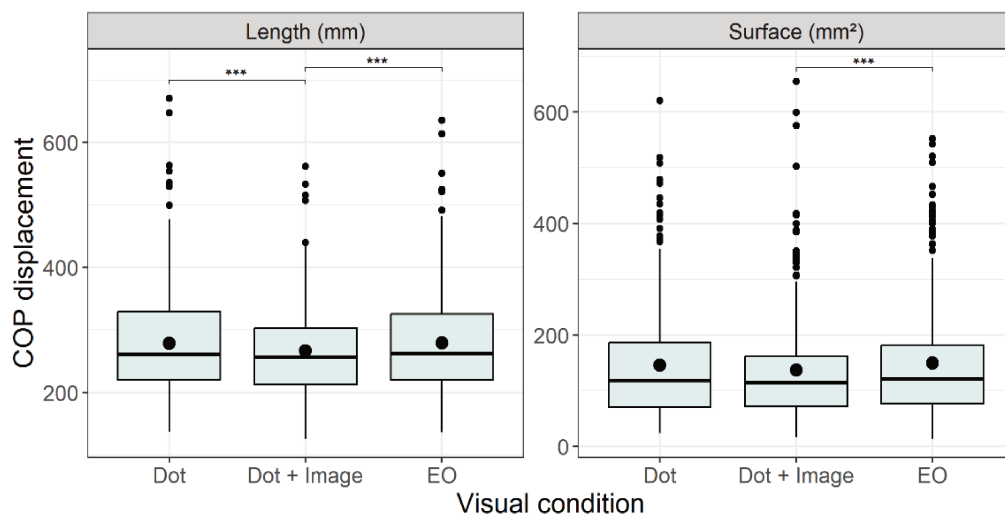 Length (mm)
Surface (mm²)
***
***
***
COP displacement
600
400
200
600
400
200
0
Dot
Dot + Image
EO
Dot
Dot + Image
EO
Visual condition